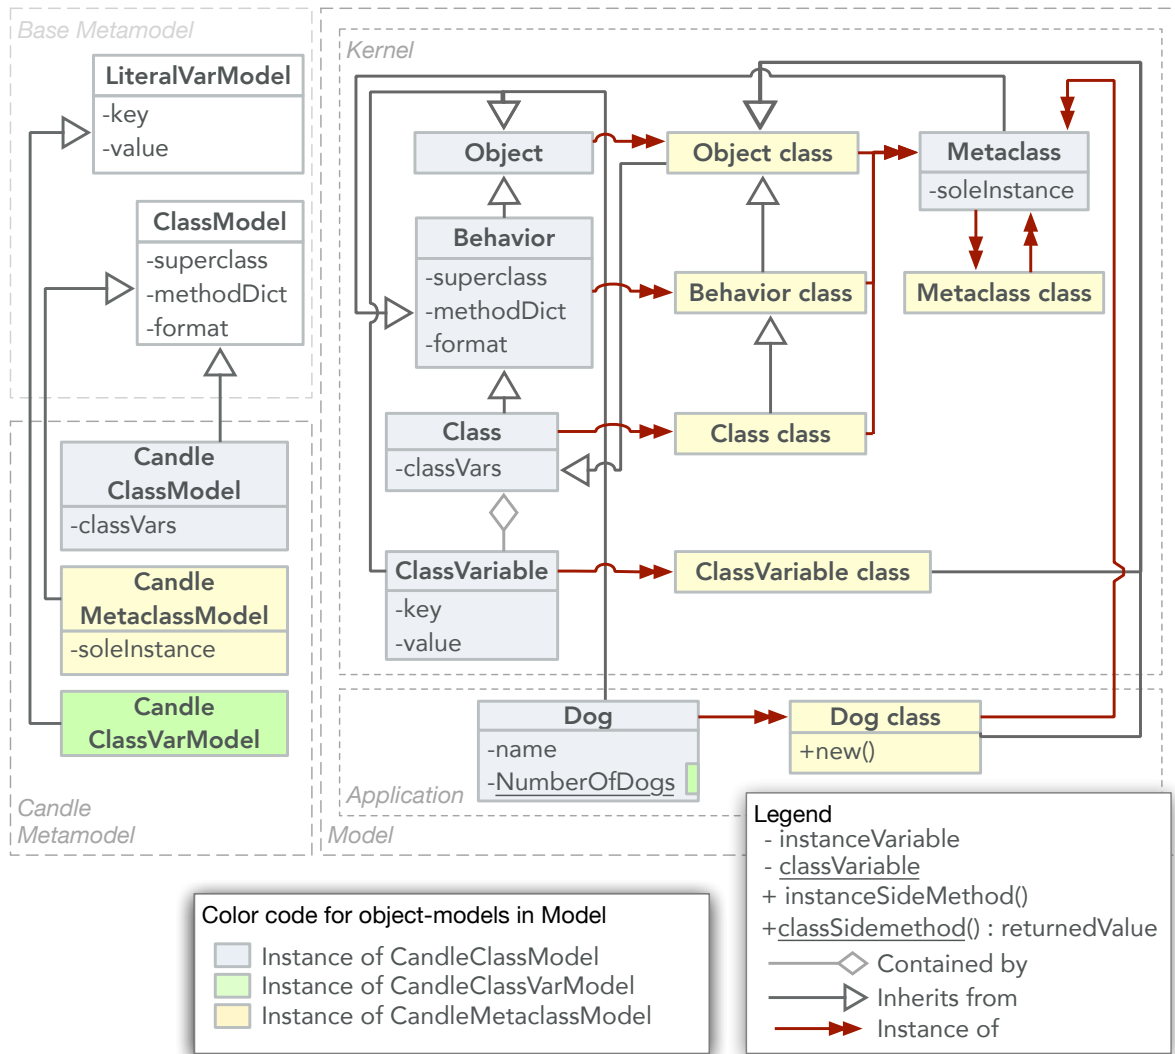 Base Metamodel
LiteralVarModel
-key
-value
ClassModel
-superclass
-methodDict
-format
Candle
ClassModel
-classVars
Candle
MetaclassModel
-soleInstance
Candle
ClassVarModel
Candle
Metamodel
Kernel
Object
Object class
Metaclass
-soleInstance
Behavior
-superclass
-methodDict
-format
Behavior class
Metaclass class
Class
-classVars
Class class
ClassVariable
-key
-value
ClassVariable class
Dog
-name
-NumberOfDogs
Dog class
+new()
Application
Model
Legend
- instanceVariable
- classVariable
+ instanceSideMethod()
+classSidemethod() : returnedValue
Contained by
Inherits from
Instance of
Color code for object-models in Model
Instance of CandleClassModel
Instance of CandleClassVarModel
Instance of CandleMetaclassModel